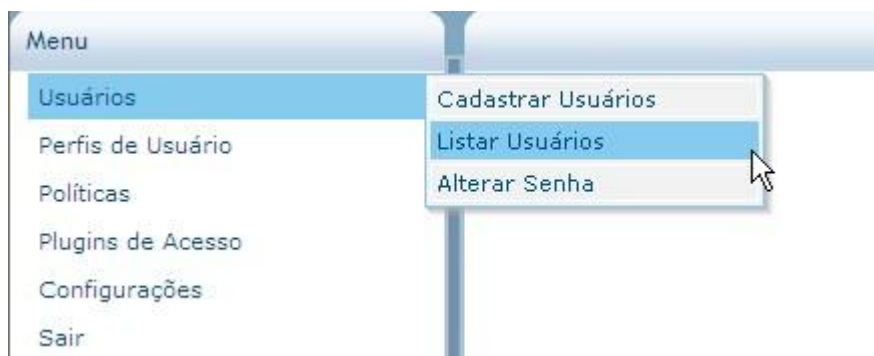 Menu
Usuários
Perfis de Usuário
Políticas
Plugins de Acesso
Configurações
Sair
Cadastrar Usuários
Listar Usuários
Alterar Senha